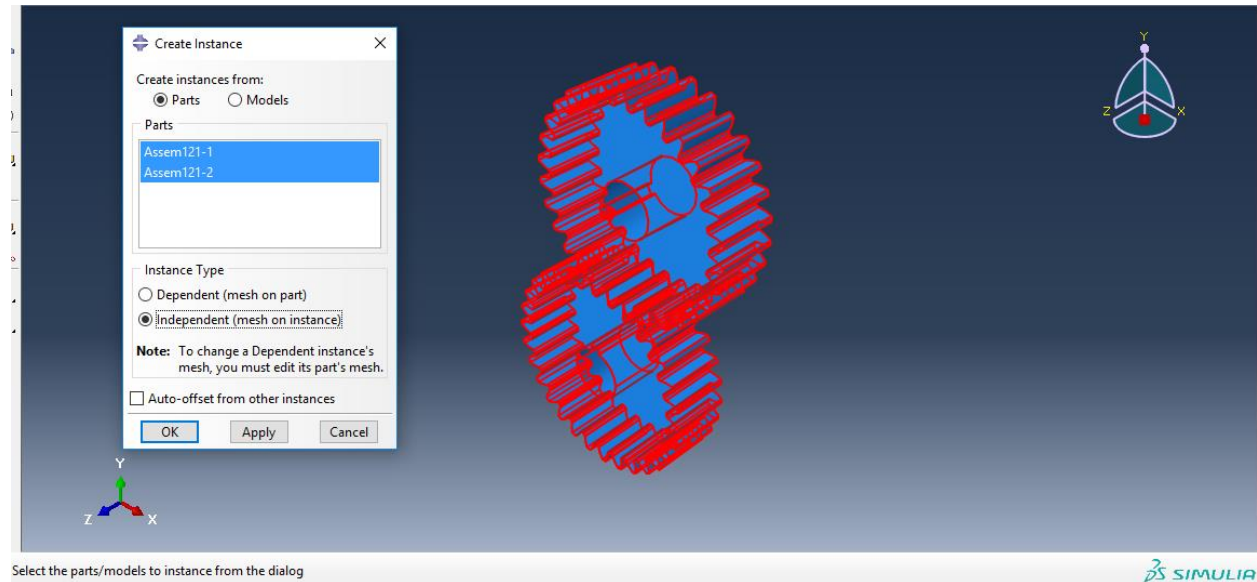 Create Instance
Create instances from:
Parts Models
Parts
Assem121-1
Assem121-2
Instance Type
Dependent (mesh on part)
Independent (mesh on instance)
Note: To change a Dependent instance's
mesh, you must edit its part's mesh.
Auto-offset from other instances
OK Apply Cancel
Y
Z X
Y
Z X
Select the parts/models to instance from the dialog
SIMULIA